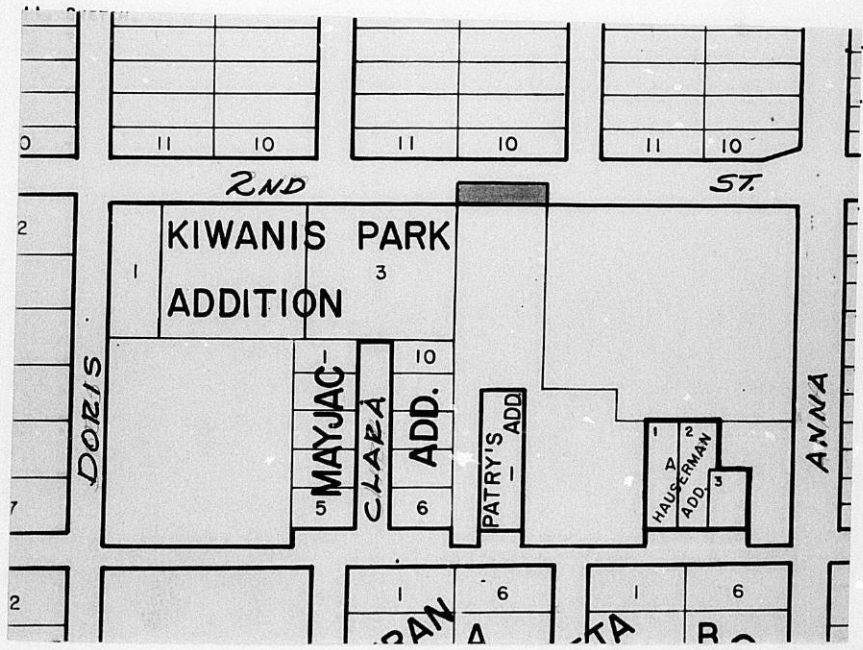 11 10 11 10 11 10
2ND ST.
2
KIWANIS PARK
1 3
ADDITION
10
DORIS
MAYJAC-
CLARA
ADD.
5
6
PATRY'S ADD.
1
ANNA
1 2
A
HAUSERMAN
ADD.
3
7
2
1 6 1 6
A